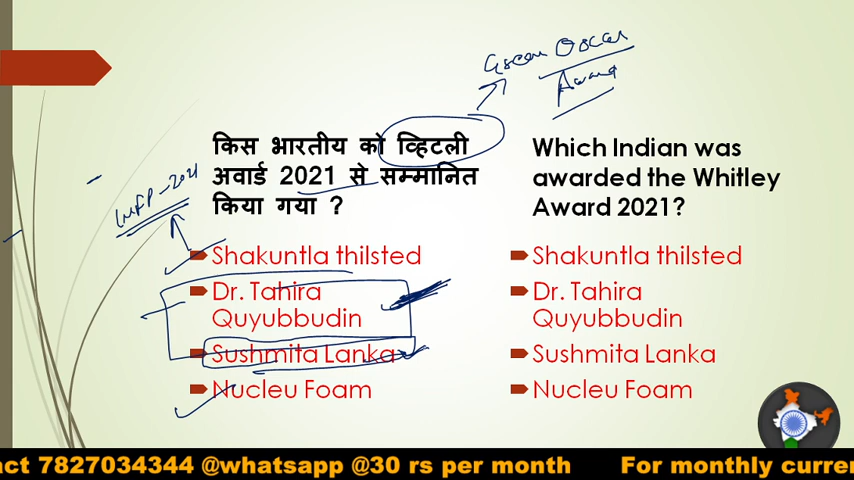 Green Oscar
Award
किस भारतीय को व्हिटली
अवार्ड 2021 से सम्मानित
किया गया ?
WFP-2021
Shakuntla thilsted
Dr. Tahira
Quyubbudin
Sushmita Lanka
Nucleu Foam
Which Indian was
awarded the Whitley
Award 2021?
Shakuntla thilsted
Dr. Tahira
Quyubbudin
Sushmita Lanka
Nucleu Foam
act 7827034344 @whatsapp @30 rs per month For monthly curre